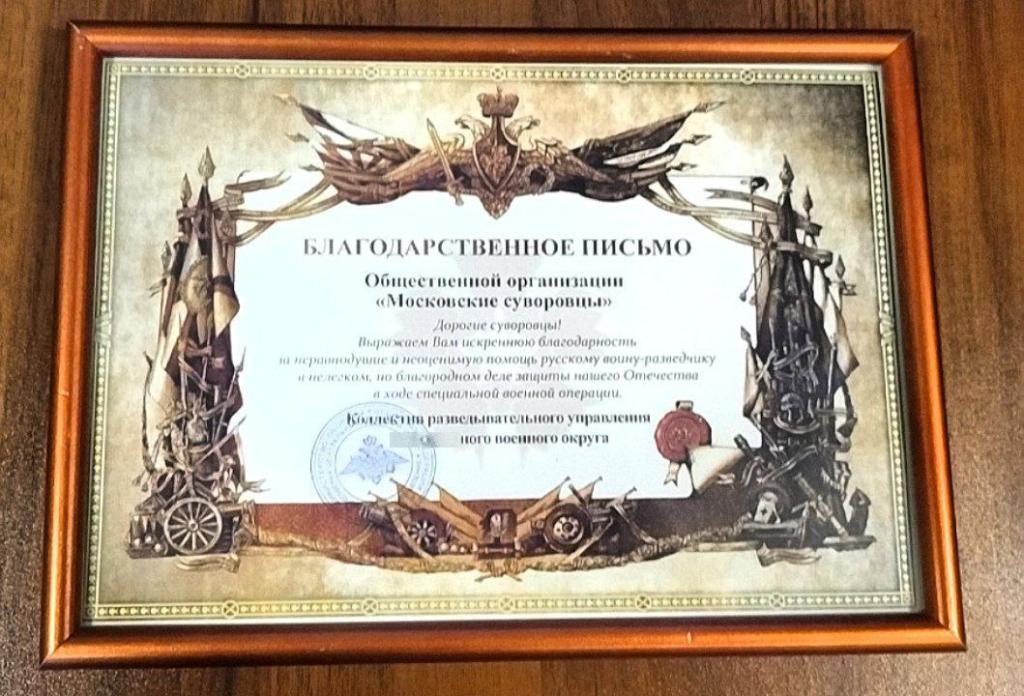 БЛАГОДАРСТВЕННОЕ ПИСЬМО
Общественной организации
«Московские суворовцы»
Дорогие суворовцы!
Выражаем Вам искреннюю благодарность
за неравнодушие и неоценимую помощь русскому воину-разведчику
в нелегком, но благородном деле защиты нашего Отечества
в ходе специальной военной операции.
Коллектив разведывательного управления
ного военного округа